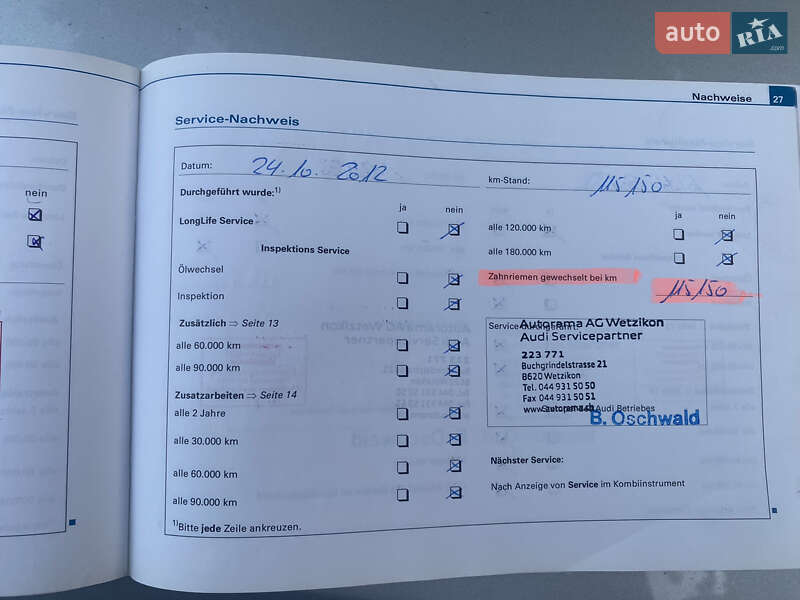 auto RIA .com
Nachweise 27
Service-Nachweis
nein
Datum: 24.10.2012
km-Stand: 115150
Durchgeführt wurde:1)
ja nein
ja nein
LongLife Service
alle 120.000 km
Inspektions Service
alle 180.000 km
Ölwechsel
Zahnriemen gewechselt bei km
115150
Inspektion
Zusätzlich ⇒ Seite 13
alle 60.000 km
alle 90.000 km
Zusatzarbeiten ⇒ Seite 14
alle 2 Jahre
alle 30.000 km
alle 60.000 km
alle 90.000 km
Service durchgeführt:
Autorama AG Wetzikon
Audi Servicepartner
223 771
Buchgrindelstrasse 21
8620 Wetzikon
Tel. 044 931 50 50
Fax 044 931 50 51
www.autorama.ch
Audi Betriebes
B. Oschwald
Nächster Service:
Nach Anzeige von Service im Kombiinstrument
1)Bitte jede Zeile ankreuzen.